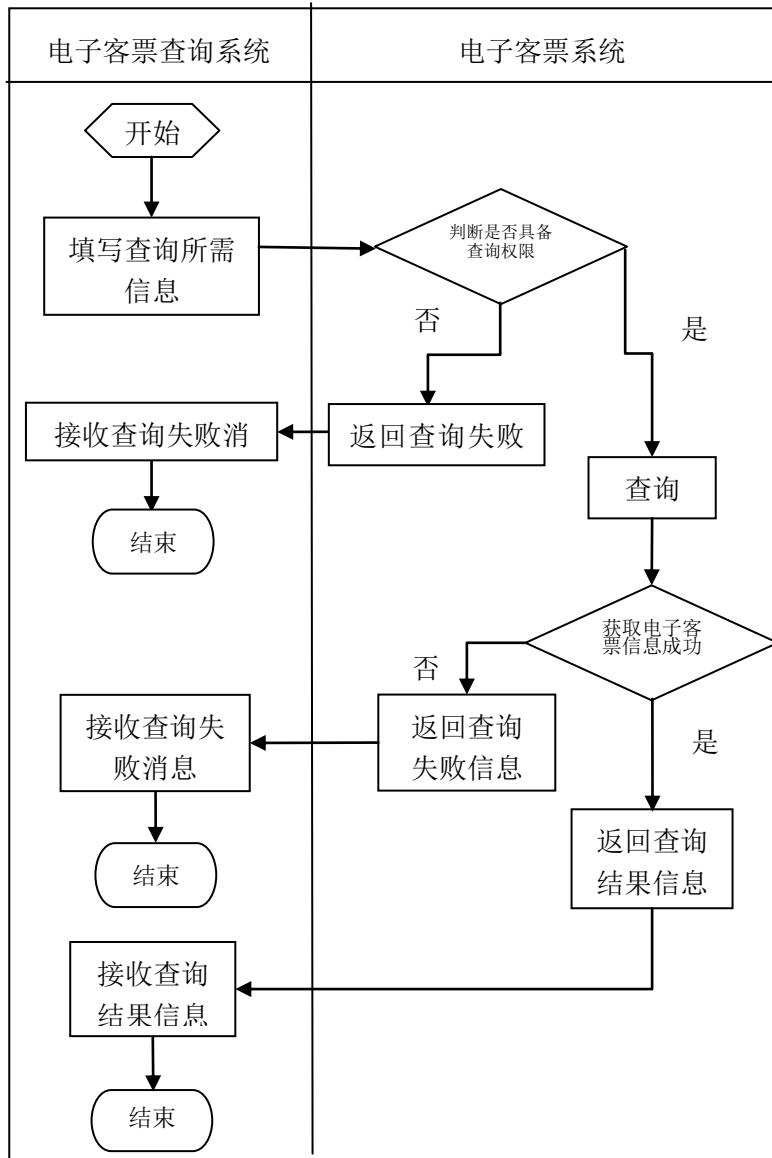 电子客票查询系统
电子客票系统
开始
填写查询所需
信息
判断是否具备
查询权限
否
是
接收查询失败消
返回查询失败
查询
结束
获取电子客
票信息成功
否
接收查询失
败消息
返回查询
失败信息
是
结束
返回查询
结果信息
接收查询
结果信息
结束